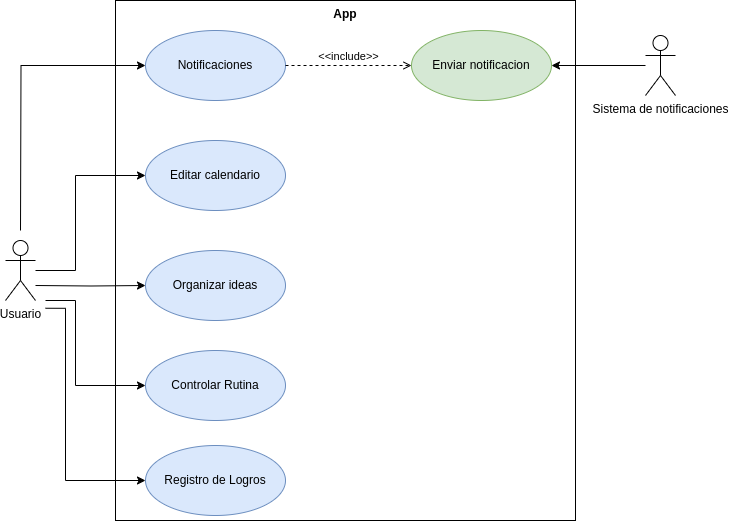 App
Notificaciones
<<include>>
Enviar notificacion
Sistema de notificaciones
Editar calendario
Organizar ideas
Usuario
Controlar Rutina
Registro de Logros